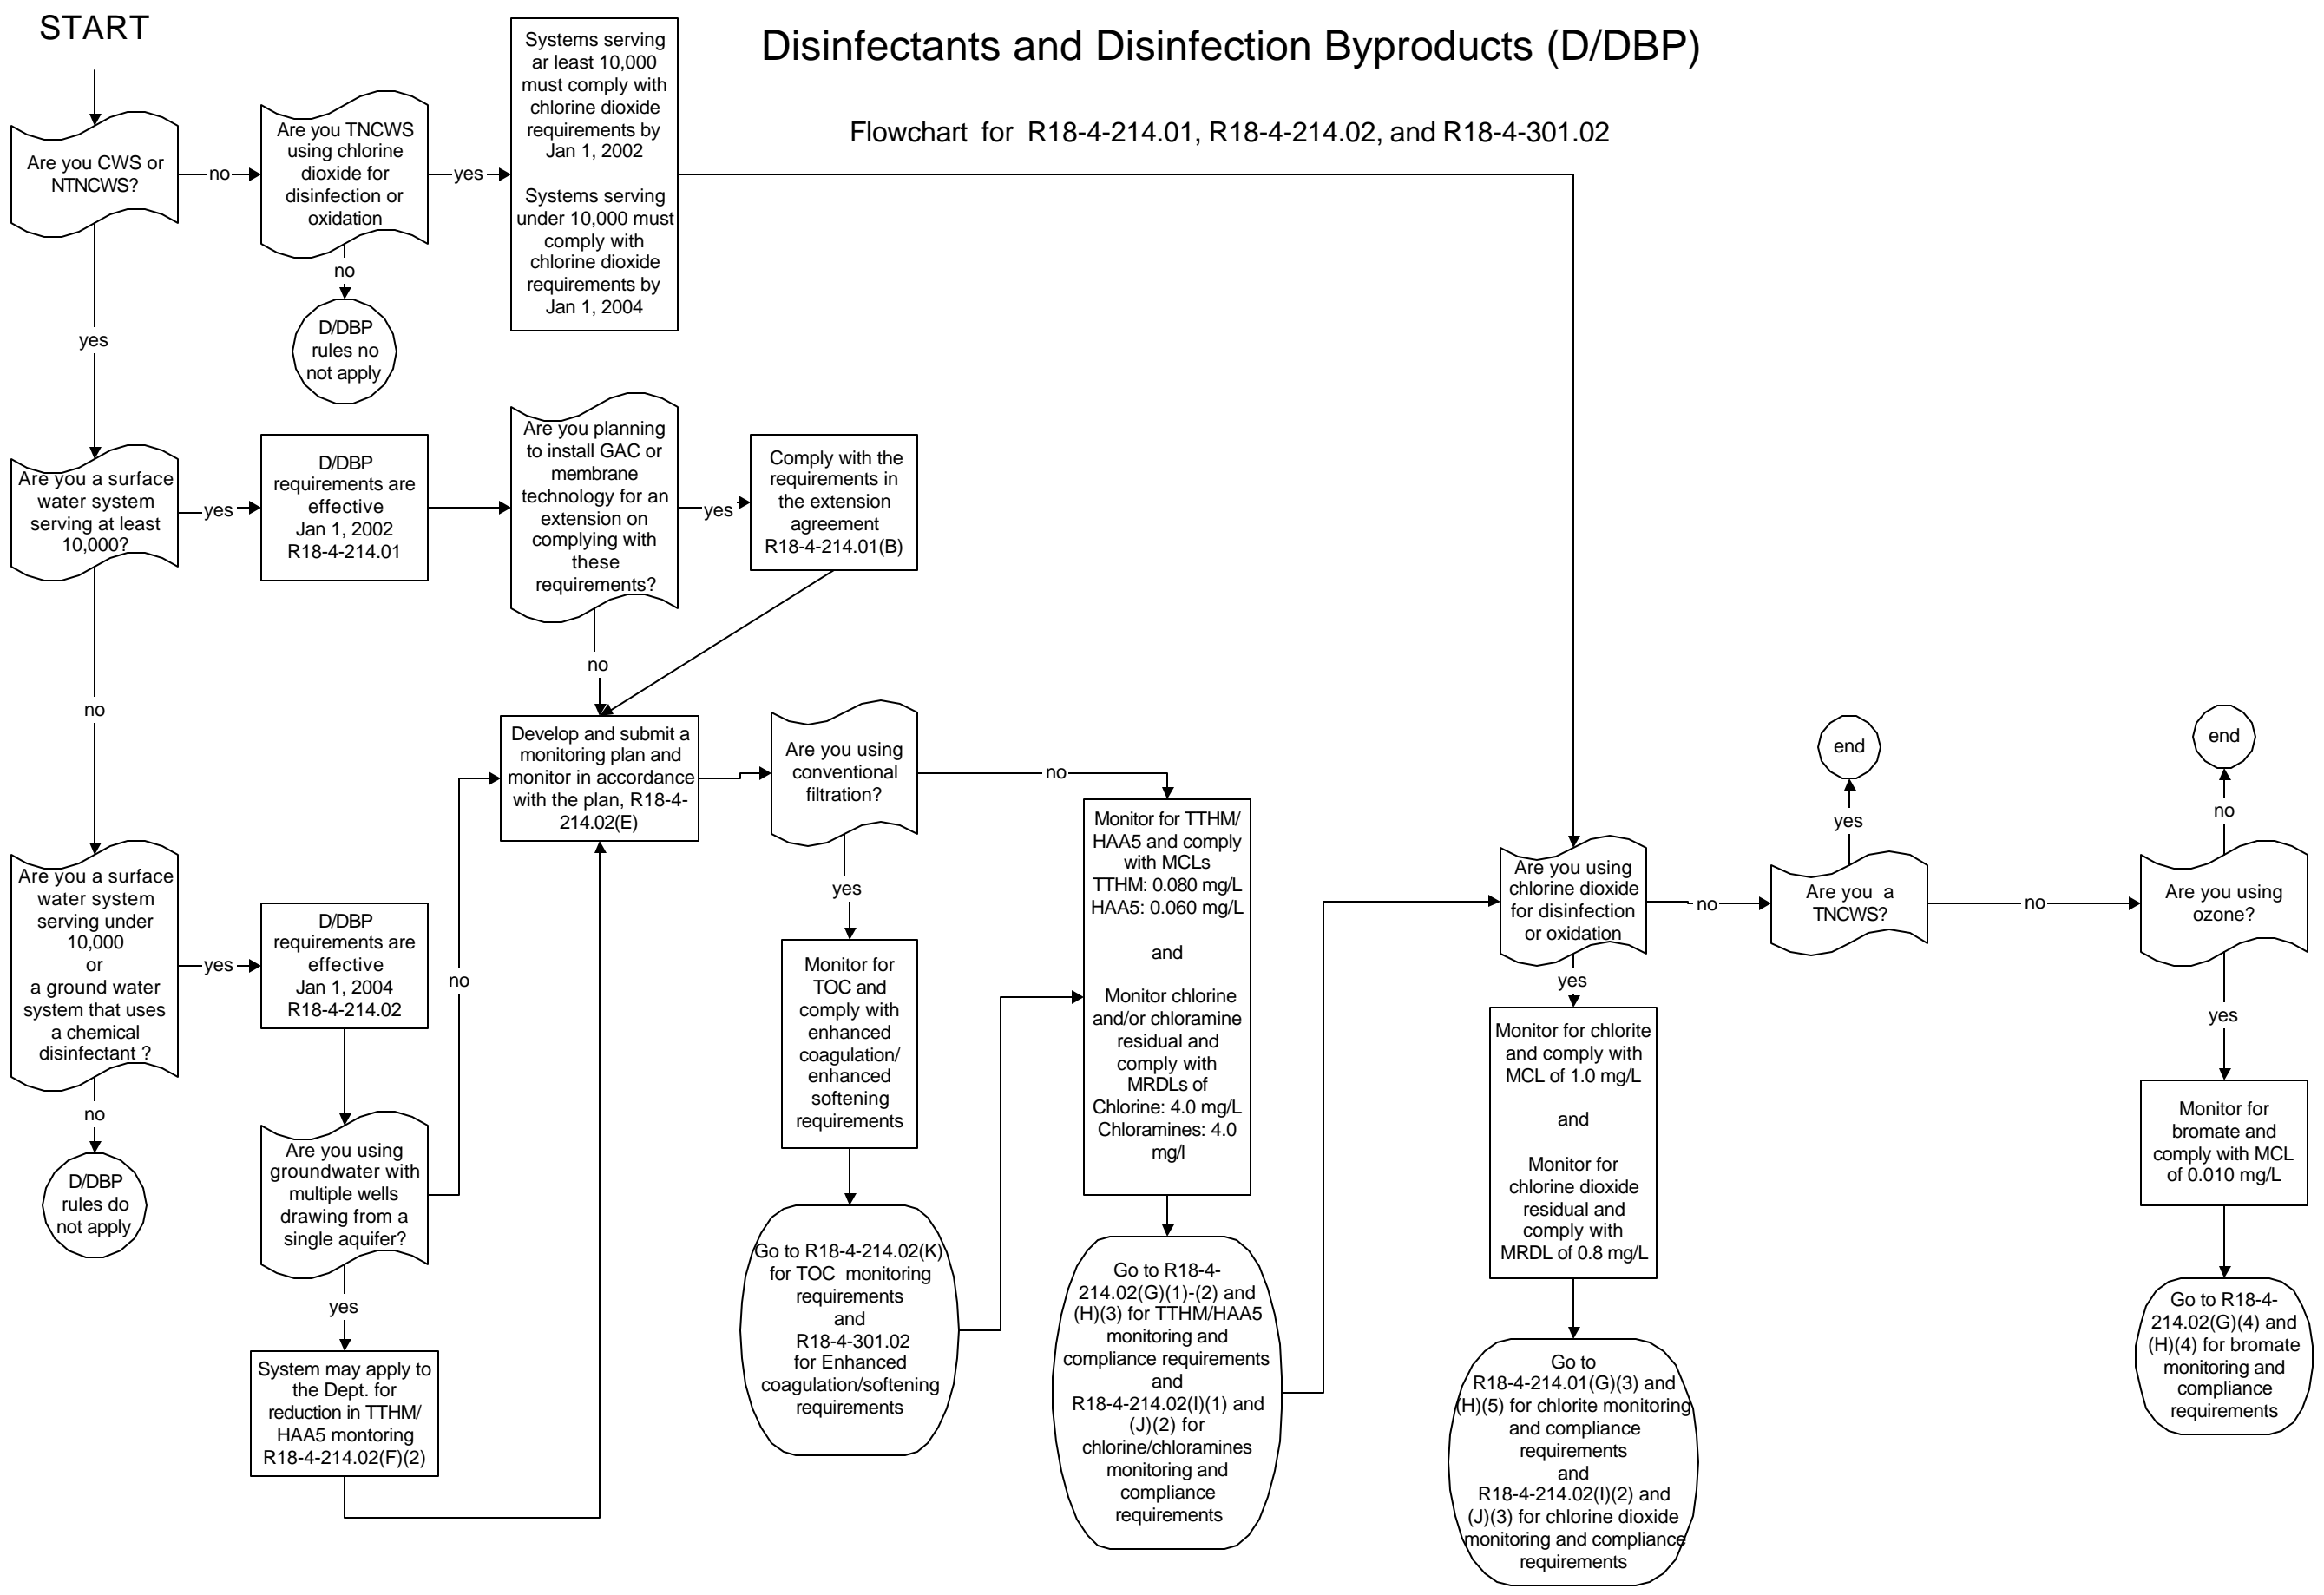 START
Disinfectants and Disinfection Byproducts (D/DBP)
Flowchart for R18-4-214.01, R18-4-214.02, and R18-4-301.02
Are you CWS or
NTNCWS?
no
Are you TNCWS
using chlorine
dioxide for
disinfection or
oxidation
yes
Systems serving
ar least 10,000
must comply with
chlorine dioxide
requirements by
Jan 1, 2002
Systems serving
under 10,000 must
comply with
chlorine dioxide
requirements by
Jan 1, 2004
no
D/DBP
rules no
not apply
yes
Are you a surface
water system
serving at least
10,000?
yes
D/DBP
requirements are
effective
Jan 1, 2002
R18-4-214.01
Are you planning
to install GAC or
membrane
technology for an
extension on
complying with
these
requirements?
yes
Comply with the
requirements in
the extension
agreement
R18-4-214.01(B)
no
no
Develop and submit a
monitoring plan and
monitor in accordance
with the plan, R18-4-
214.02(E)
Are you a surface
water system
serving under
10,000
or
a ground water
system that uses
a chemical
disinfectant ?
yes
D/DBP
requirements are
effective
Jan 1, 2004
R18-4-214.02
no
no
D/DBP
rules do
not apply
Are you using
groundwater with
multiple wells
drawing from a
single aquifer?
yes
System may apply to
the Dept. for
reduction in TTHM/
HAA5 montoring
R18-4-214.02(F)(2)
Are you using
conventional
filtration?
no
yes
Monitor for
TOC and
comply with
enhanced
coagulation/
enhanced
softening
requirements
Go to R18-4-214.02(K)
for TOC monitoring
requirements
and
R18-4-301.02
for Enhanced
coagulation/softening
requirements
Monitor for TTHM/
HAA5 and comply
with MCLs
TTHM: 0.080 mg/L
HAA5: 0.060 mg/L
and
Monitor chlorine
and/or chloramine
residual and
comply with
MRDLs of
Chlorine: 4.0 mg/L
Chloramines: 4.0
mg/l
Go to R18-4-
214.02(G)(1)-(2) and
(H)(3) for TTHM/HAA5
monitoring and
compliance requirements
and
R18-4-214.02(I)(1) and
(J)(2) for
chlorine/chloramines
monitoring and
compliance
requirements
Are you using
chlorine dioxide
for disinfection
or oxidation
no
yes
Monitor for chlorite
and comply with
MCL of 1.0 mg/L
and
Monitor for
chlorine dioxide
residual and
comply with
MRDL of 0.8 mg/L
Go to
R18-4-214.01(G)(3) and
(H)(5) for chlorite monitoring
and compliance
requirements
and
R18-4-214.02(I)(2) and
(J)(3) for chlorine dioxide
monitoring and compliance
requirements
end
yes
Are you a
TNCWS?
no
end
no
Are you using
ozone?
yes
Monitor for
bromate and
comply with MCL
of 0.010 mg/L
Go to R18-4-
214.02(G)(4) and
(H)(4) for bromate
monitoring and
compliance
requirements